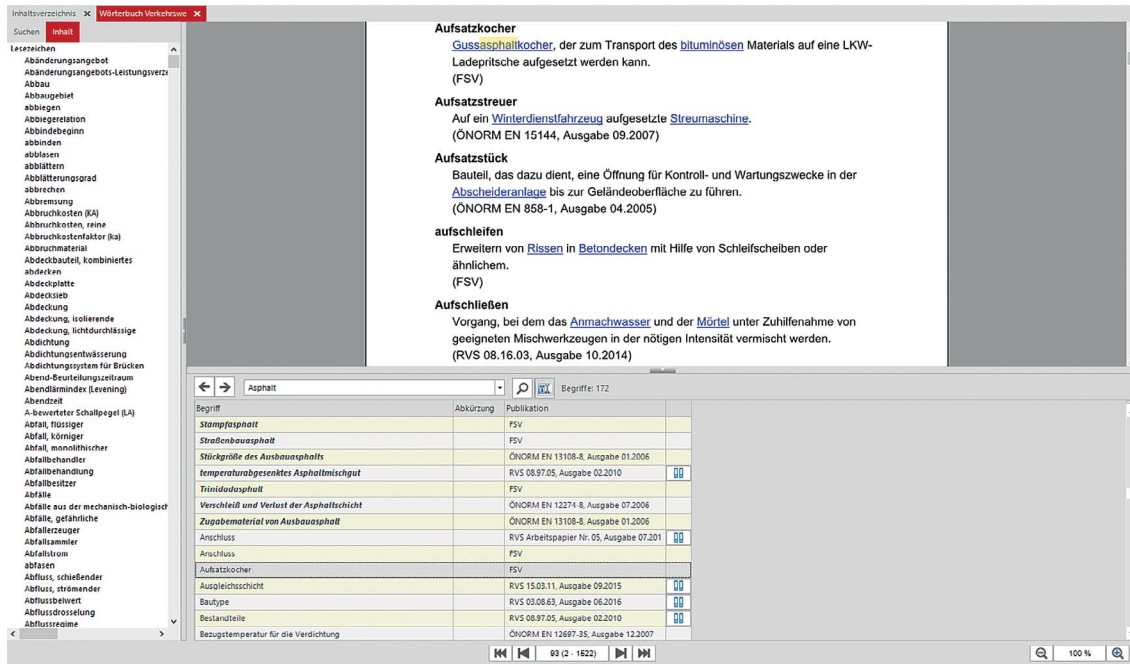 Inhaltsverzeichnis
Wörterbuch Verkehrswe
Suchen
Inhalt
Lesezeichen
Abänderungsangebot
Abänderungsangebots-Leistungsverze
Abbau
Abbaugebiet
abbiegen
Abbiegerelation
Abbindebeginn
abbinden
abblasen
abblättern
Abblätterungsgrad
abbrechen
Abbremsung
Abbruchkosten (KA)
Abbruchkosten, reine
Abbruchkostenfaktor (ka)
Abbruchmaterial
Abdeckbauteil, kombiniertes
abdecken
Abdeckplatte
Abdecksieb
Abdeckung
Abdeckung, isolierende
Abdeckung, lichtdurchlässige
Abdichtung
Abdichtungsentwässerung
Abdichtungssystem für Brücken
Abend-Beurteilungszeitraum
Abendlärmindex (Levening)
Abendzeit
A-bewerteter Schallpegel (LA)
Abfall, flüssiger
Abfall, körniger
Abfall, monolithischer
Abfallbehandler
Abfallbehandlung
Abfallbesitzer
Abfälle
Abfälle aus der mechanisch-biologisch
Abfälle, gefährliche
Abfallerzeuger
Abfallsammler
Abfallstrom
abfasen
Abfluss, schießender
Abfluss, strömender
Abflussbeiwert
Abflussdrosselung
Abflussregime
Aufsatzkocher
Gussasphaltkocher, der zum Transport des bituminösen Materials auf eine LKW-
Ladepritsche aufgesetzt werden kann.
(FSV)
Aufsatzstreuer
Auf ein Winterdienstfahrzeug aufgesetzte Streumaschine.
(ÖNORM EN 15144, Ausgabe 09.2007)
Aufsatzstück
Bauteil, das dazu dient, eine Öffnung für Kontroll- und Wartungszwecke in der
Abscheideranlage bis zur Geländeoberfläche zu führen.
(ÖNORM EN 858-1, Ausgabe 04.2005)
aufschleifen
Erweitern von Rissen in Betondecken mit Hilfe von Schleifscheiben oder
ähnlichem.
(FSV)
Aufschließen
Vorgang, bei dem das Anmachwasser und der Mörtel unter Zuhilfenahme von
geeigneten Mischwerkzeugen in der nötigen Intensität vermischt werden.
(RVS 08.16.03, Ausgabe 10.2014)
Asphalt
Begriffe: 172
Begriff Abkürzung Publikation
Stampfasphalt FSV
Straßenbauasphalt FSV
Stückgröße des Ausbauasphalts ÖNORM EN 13108-8, Ausgabe 01.2006
temperaturabgesenktes Asphaltmischgut RVS 08.97.05, Ausgabe 02.2010
Trinidadasphalt FSV
Verschleiß und Verlust der Asphaltschicht ÖNORM EN 12274-8, Ausgabe 07.2006
Zugabematerial von Ausbauasphalt ÖNORM EN 13108-8, Ausgabe 01.2006
Anschluss RVS Arbeitspapier Nr. 05, Ausgabe 07.201
Anschluss FSV
Aufsatzkocher FSV
Ausgleichsschicht RVS 15.03.11, Ausgabe 09.2015
Bautype RVS 03.08.63, Ausgabe 06.2016
Bestandteile RVS 08.97.05, Ausgabe 02.2010
Bezugstemperatur für die Verdichtung ÖNORM EN 12697-35, Ausgabe 12.2007
93 (2 - 1622)
100 %